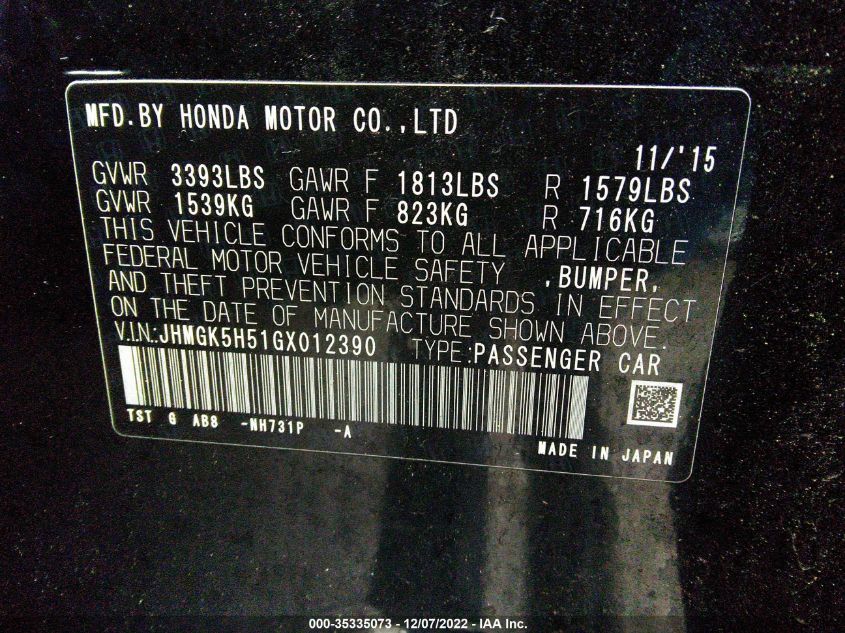 MFD.BY HONDA MOTOR CO.,LTD
11/'15
GVWR 3393LBS GAWR F 1813LBS R 1579LBS
GVWR 1539KG GAWR F 823KG R 716KG
THIS VEHICLE CONFORMS TO ALL APPLICABLE
FEDERAL MOTOR VEHICLE SAFETY ,BUMPER,
AND THEFT PREVENTION STANDARDS IN EFFECT
ON THE DATE OF MANUFACTURE SHOWN ABOVE.
V.I.N.:JHMGK5H51GX012390 TYPE:PASSENGER CAR
TST G AB8 -NH731P -A
MADE IN JAPAN
000-35335073 - 12/07/2022 - IAA Inc.